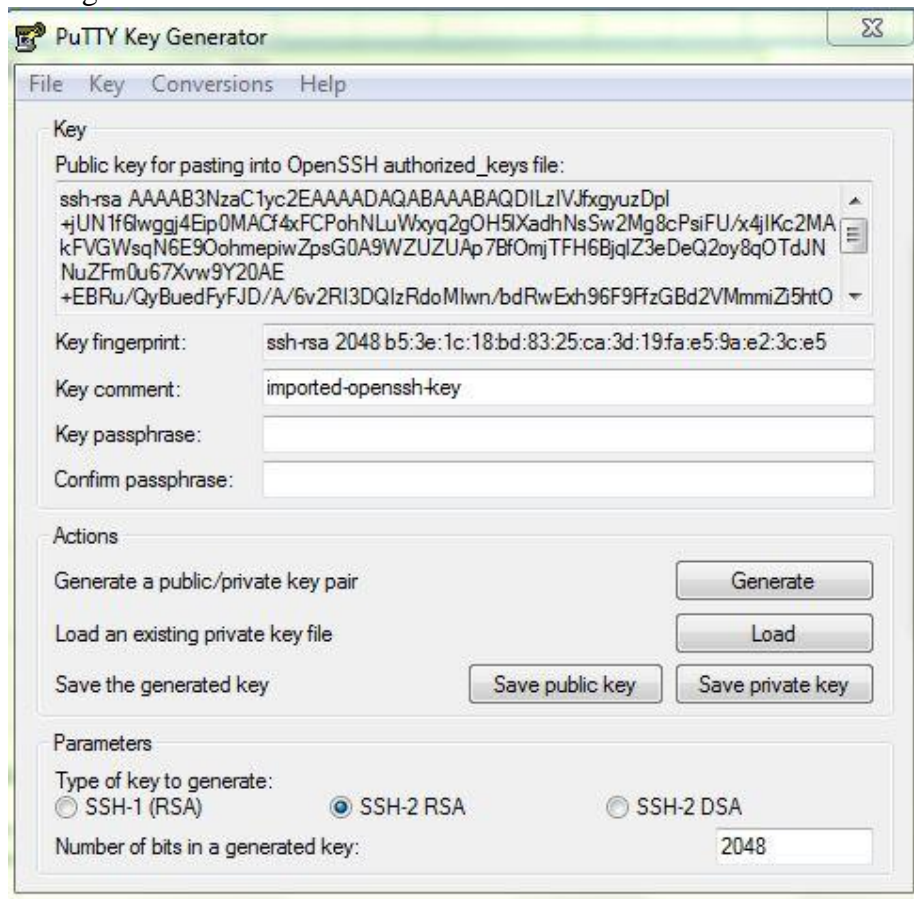 PuTTY Key Generator
File Key Conversions Help
Key
Public key for pasting into OpenSSH authorized_keys file:
ssh-rsa AAAAB3NzaC1yc2EAAAADAQABAAABAQDILzIVJfxgyuzDpI
+jUN1f6lwggj4Ejp0MACf4xFCPohNLuWxyq2gOH5lXadhNsSw2Mg8cPsiFU/x4jlKc2MA
kFVGWsqN6E9OohmepiwZpsG0A9WZUZUAp7BfOmjTFH6BjqlZ3eDeQ2oy8qOTdJN
NuZFm0u67Xvw9Y20AE
+EBRu/QyBuedFyFJD/A/6v2RI3DQIzRdoMlwn/bdRwExh96F9FfzGBd2VMmmiZi5htO
Key fingerprint: ssh-rsa 2048 b5:3e:1c:18:bd:83:25:ca:3d:19:fa:e5:9a:e2:3c:e5
Key comment: imported-openssh-key
Key passphrase:
Confirm passphrase:
Actions
Generate a public/private key pair Generate
Load an existing private key file Load
Save the generated key Save public key Save private key
Parameters
Type of key to generate:
SSH-1 (RSA) SSH-2 RSA SSH-2 DSA
Number of bits in a generated key: 2048